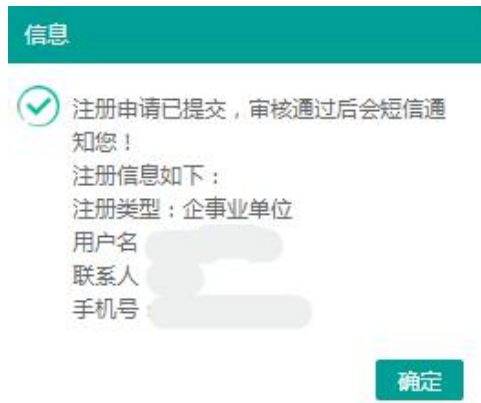 信息
注册申请已提交，审核通过后会短信通
知您！
注册信息如下：
注册类型：企事业单位
用户名
联系人
手机号：
确定